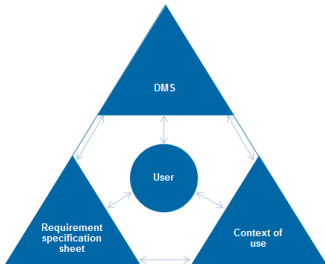 DMS
User
Requirement
specification
sheet
Context of
use